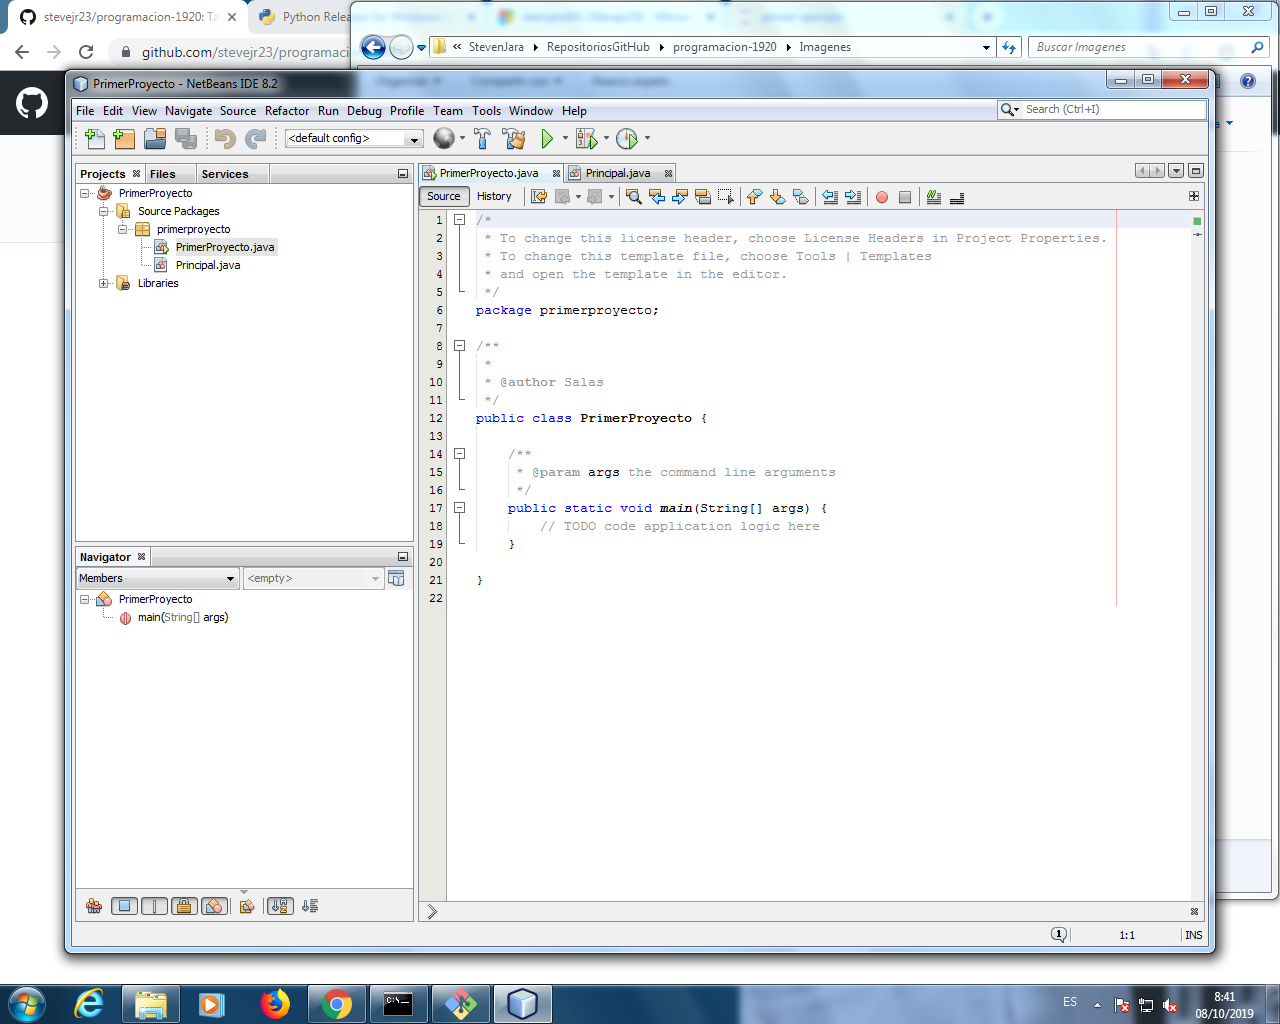 stevejr23/programacion-1920: Ta
Python Relea
github.com/stevejr23/programaci
« StevenJara RepositoriosGitHub programacion-1920 Imagenes
Buscar Imagenes
PrimerProyecto - NetBeans IDE 8.2
File Edit View Navigate Source Refactor Run Debug Profile Team Tools Window Help
Search (Ctrl+I)
<default config>
Projects Files Services
PrimerProyecto
Source Packages
primerproyecto
PrimerProyecto.java
Principal.java
Libraries
Navigator
Members
<empty>
PrimerProyecto
main(String[] args)
PrimerProyecto.java Principal.java
Source History
1 /*
2 * To change this license header, choose License Headers in Project Properties.
3 * To change this template file, choose Tools | Templates
4 * and open the template in the editor.
5 */
6 package primerproyecto;
7
8 /**
9 *
10 * @author Salas
11 */
12 public class PrimerProyecto {
13
14 /**
15 * @param args the command line arguments
16 */
17 public static void main(String[] args) {
18 // TODO code application logic here
19 }
20
21 }
22
1:1 INS
ES
8:41
08/10/2019